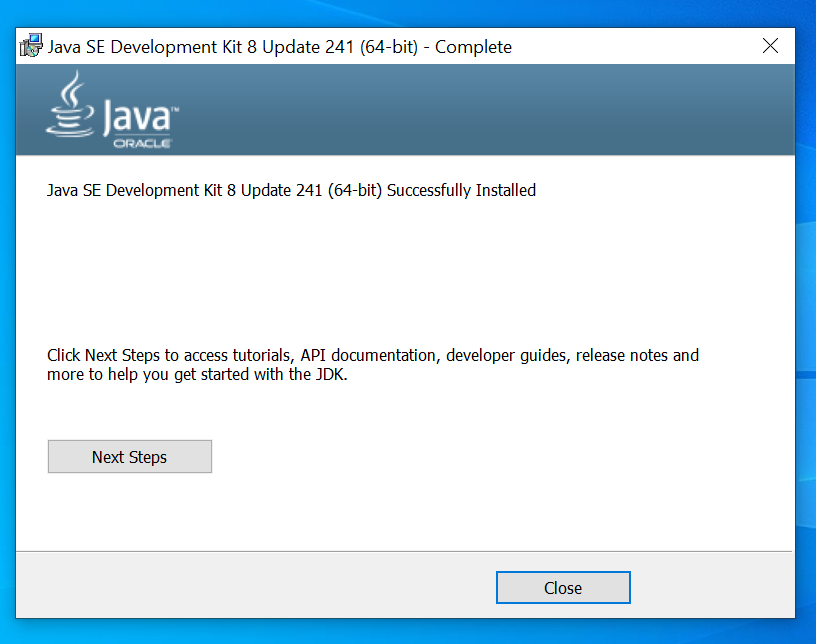 Java SE Development Kit 8 Update 241 (64-bit) - Complete
Java™
ORACLE
Java SE Development Kit 8 Update 241 (64-bit) Successfully Installed
Click Next Steps to access tutorials, API documentation, developer guides, release notes and
more to help you get started with the JDK.
Next Steps
Close